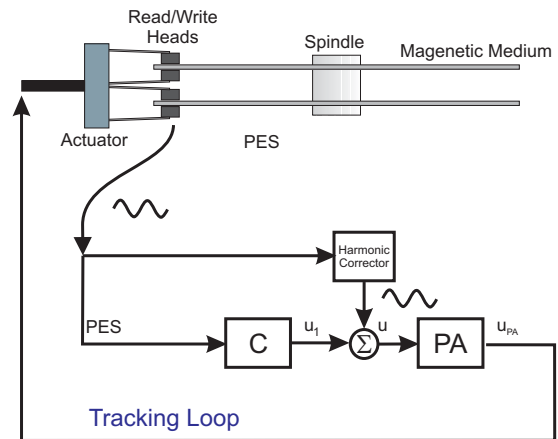 Read/Write
Heads
Spindle
Magenetic Medium
Actuator
PES
Harmonic
Corrector
PES
C
u1
Σ
u
PA
uPA
Tracking Loop